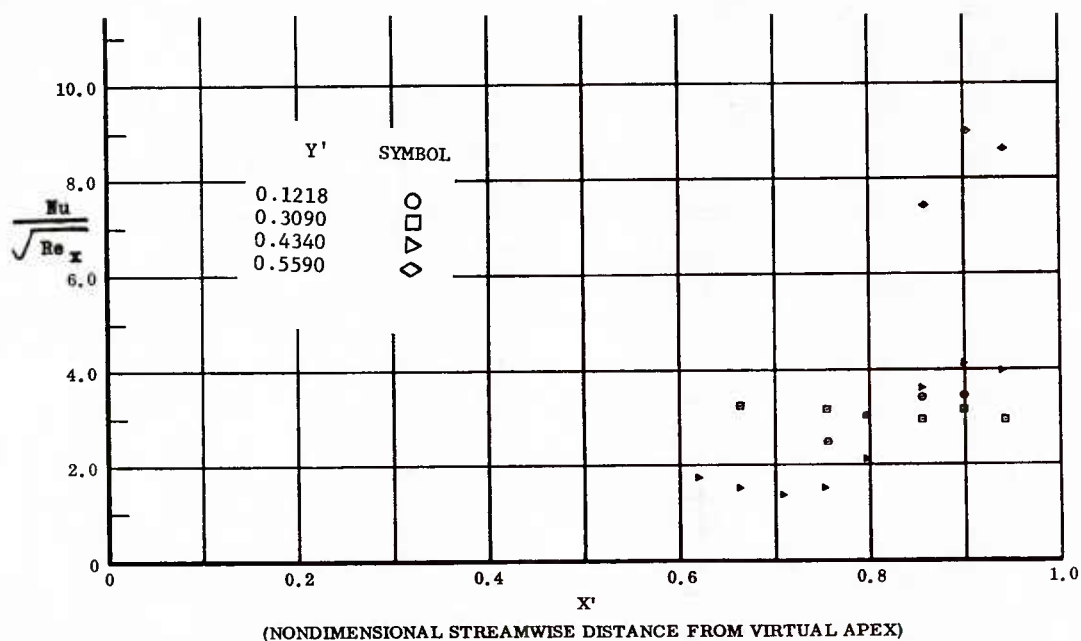 10.0
8.0
6.0
4.0
2.0
0
Nu
√Re x
Y' SYMBOL
0.1218
0.3090
0.4340
0.5590
0 0.2 0.4 0.6 0.8 1.0
X'
(NONDIMENSIONAL STREAMWISE DISTANCE FROM VIRTUAL APEX)